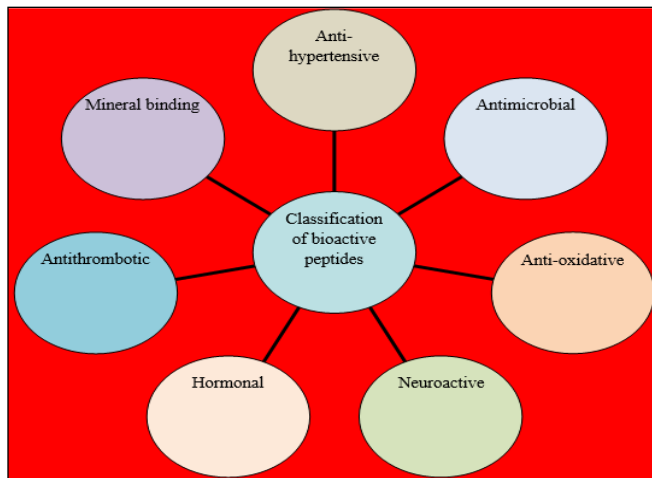 Anti-
hypertensive
Mineral binding
Antimicrobial
Classification
of bioactive
peptides
Antithrombotic
Anti-oxidative
Hormonal
Neuroactive